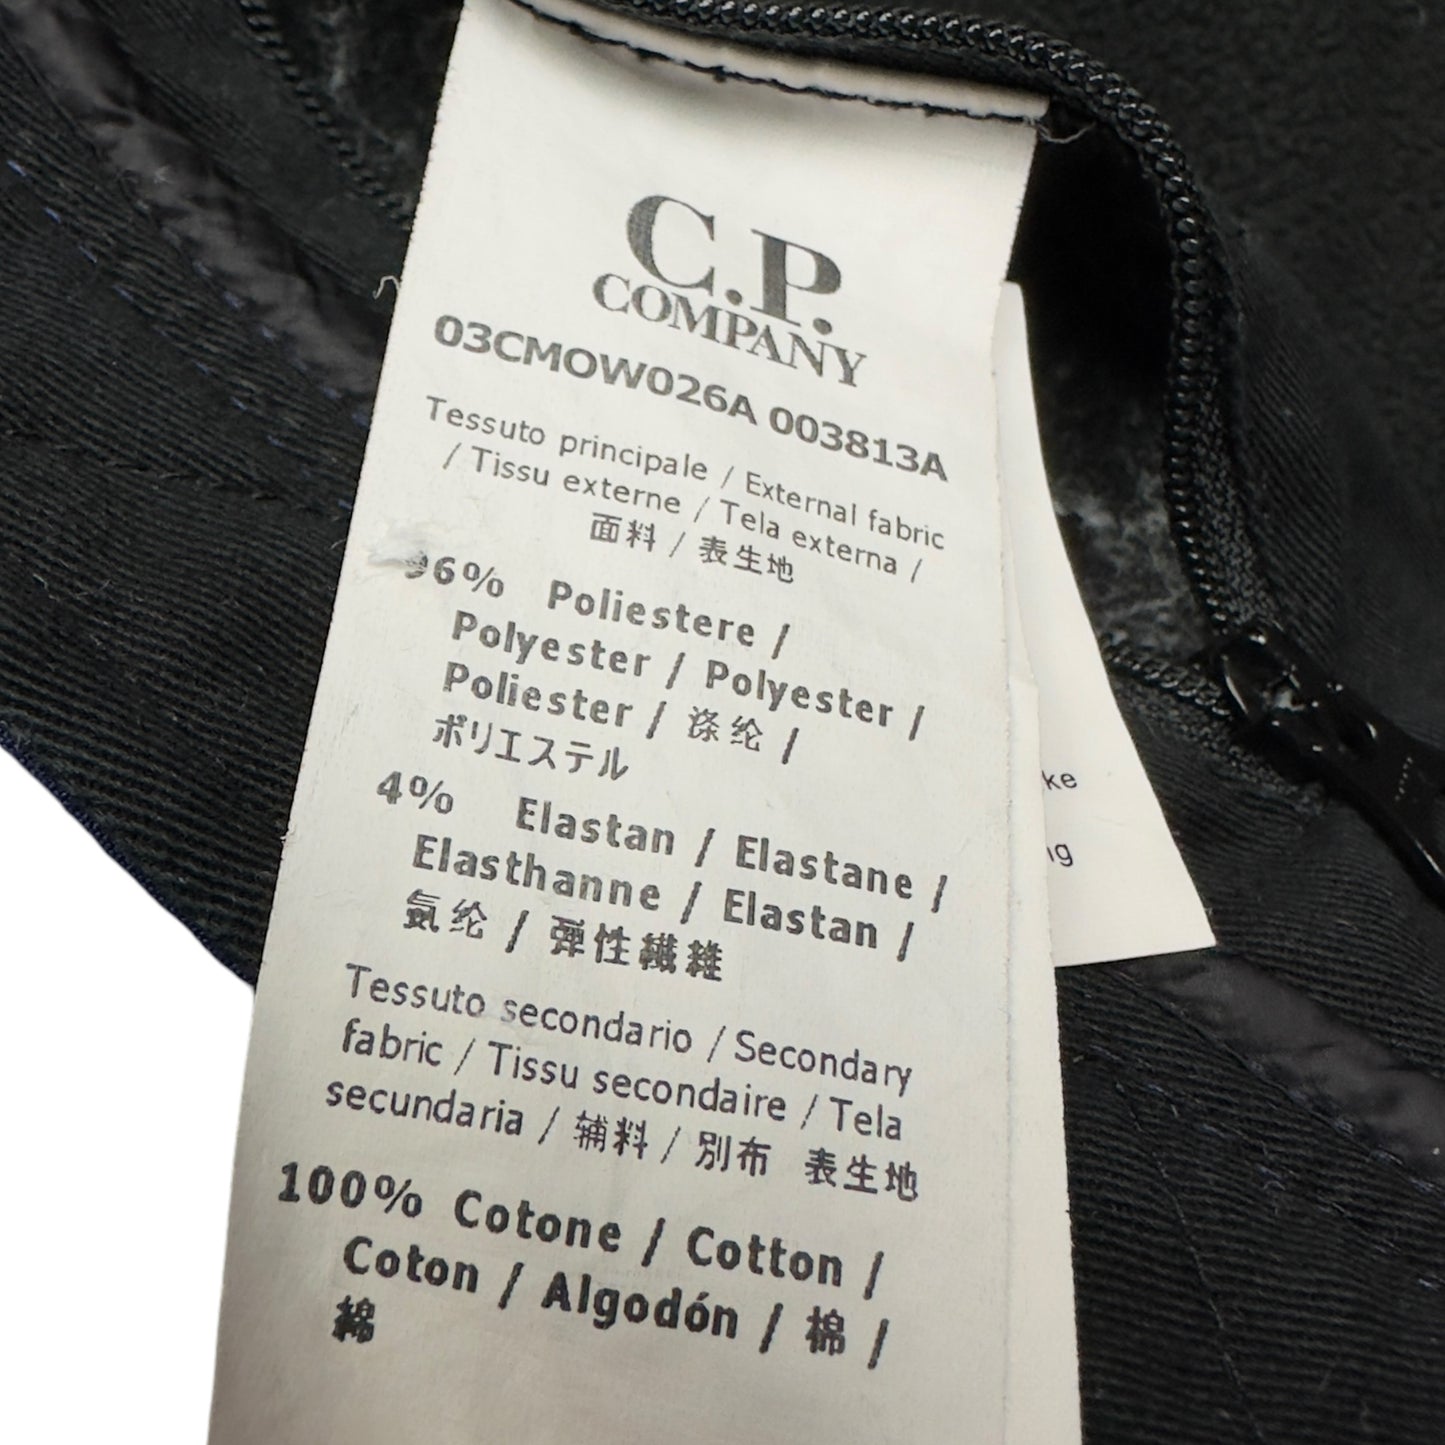 C.P.
COMPANY
03CMOW026A 003813A
Tessuto principale / External fabric
/ Tissu externe / Tela externa /
面料 / 表生地
96% Poliestere /
Polyester / Polyester /
Poliester / 涤纶 /
ポリエステル
4% Elastan / Elastane /
Elasthanne / Elastan /
氨纶 / 弾性繊維
Tessuto secondario / Secondary
fabric / Tissu secondaire / Tela
secundaria / 辅料 / 別布 表生地
100% Cotone / Cotton /
Coton / Algodón / 棉 /
綿